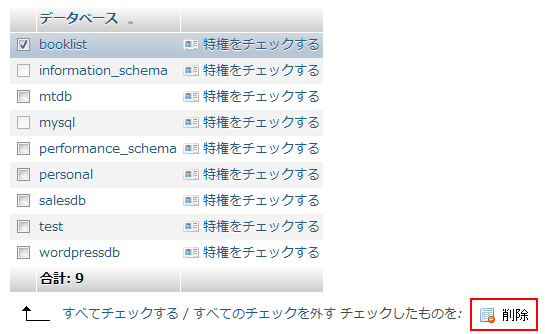 データベース
booklist 特権をチェックする
information_schema 特権をチェックする
mtdb 特権をチェックする
mysql 特権をチェックする
performance_schema 特権をチェックする
personal 特権をチェックする
salesdb 特権をチェックする
test 特権をチェックする
wordpressdb 特権をチェックする
合計: 9
すべてチェックする / すべてのチェックを外す チェックしたものを: 削除